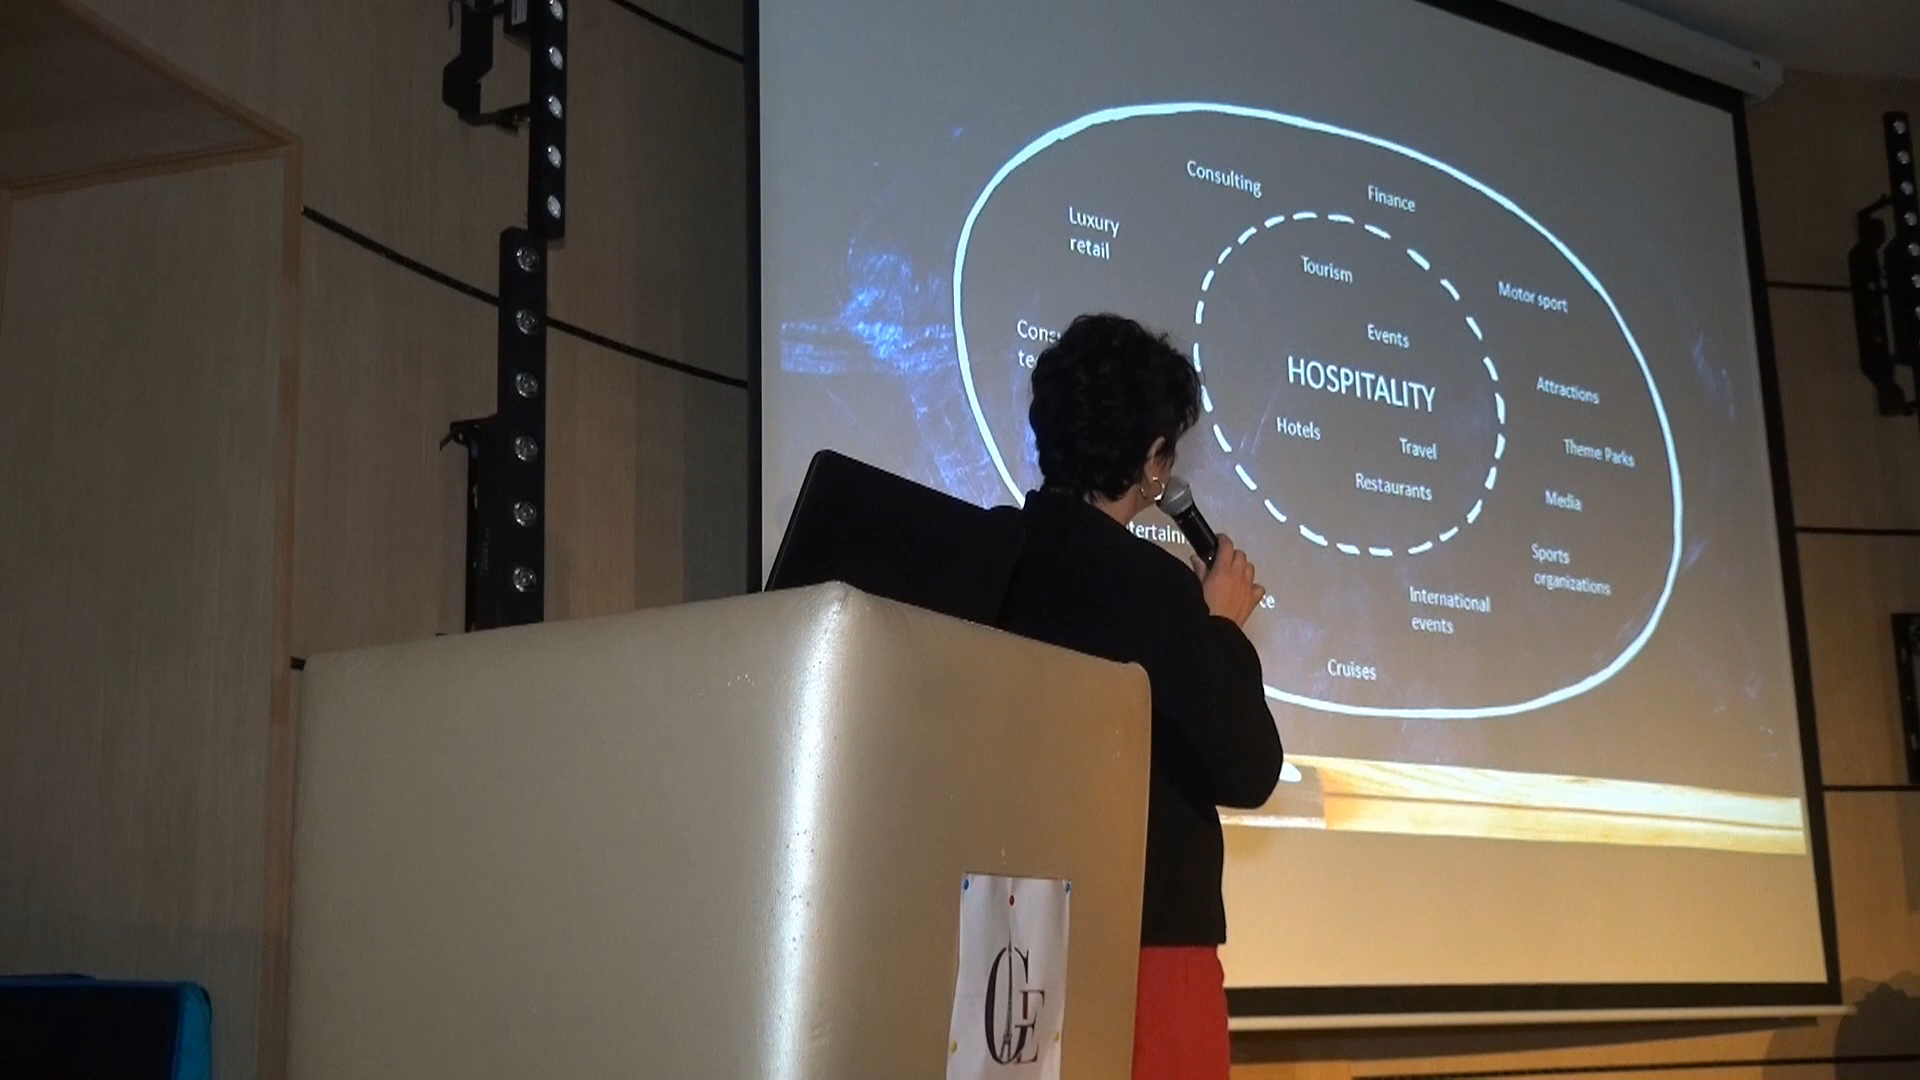 Consulting
Finance
Luxury
retail
Tourism
Motor sport
Events
HOSPITALITY
Attractions
Hotels
Travel
Theme Parks
Restaurants
Media
Sports
organizations
International
events
Cruises